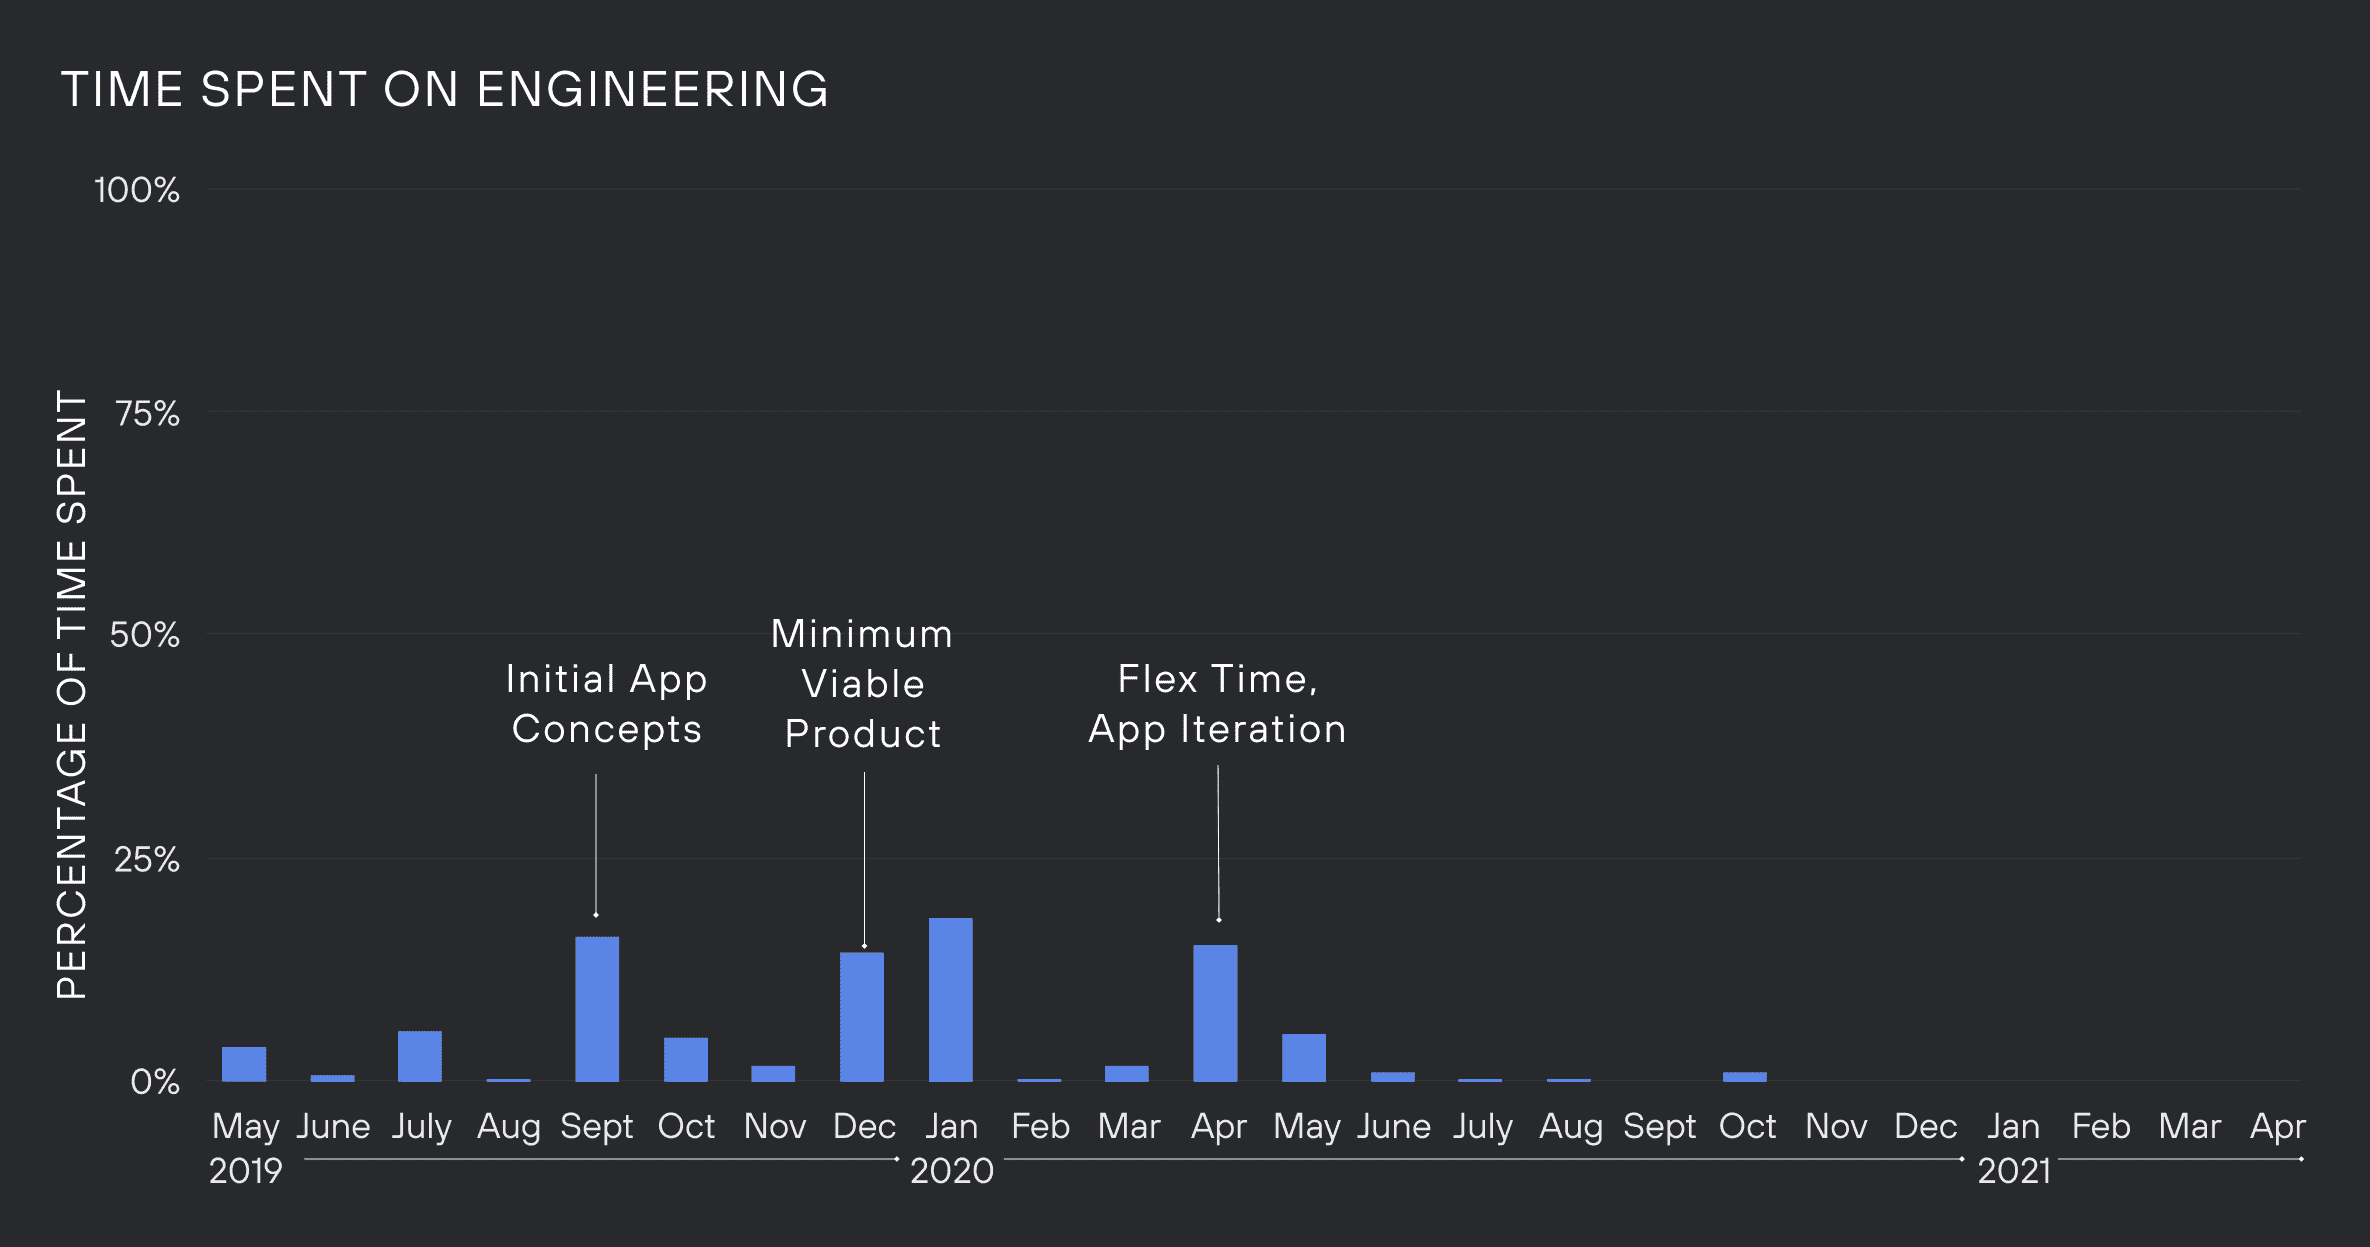 TIME SPENT ON ENGINEERING
PERCENTAGE OF TIME SPENT
100%
75%
50%
25%
0%
Initial App
Concepts
Minimum
Viable
Product
Flex Time,
App Iteration
May June July Aug Sept Oct Nov Dec Jan Feb Mar Apr May June July Aug Sept Oct Nov Dec Jan Feb Mar Apr
2019 2020 2021